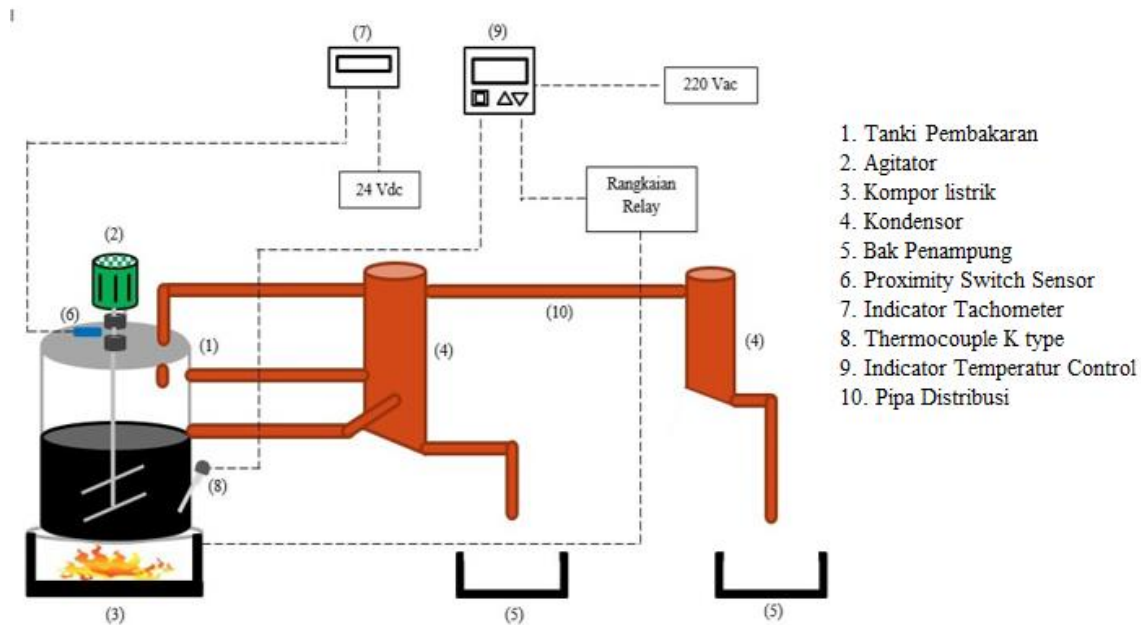 (7)
(9)
220 Vac
24 Vdc
Rangkaian
Relay
(2)
(6)
(1)
(10)
(4)
(4)
(8)
(3)
(5)
(5)
1. Tanki Pembakaran
2. Agitator
3. Kompor listrik
4. Kondensor
5. Bak Penampung
6. Proximity Switch Sensor
7. Indicator Tachometer
8. Thermocouple K type
9. Indicator Temperatur Control
10. Pipa Distribusi